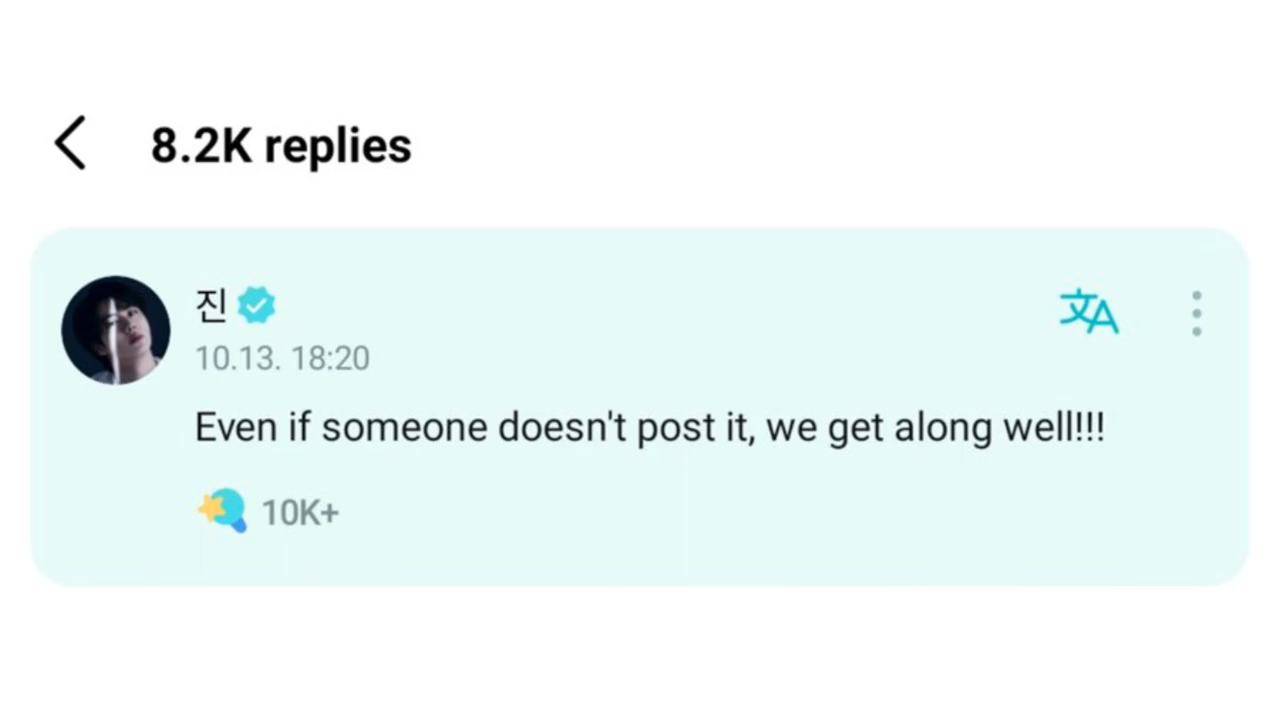 8.2K replies
진
10.13. 18:20
Even if someone doesn't post it, we get along well!!!
10K+